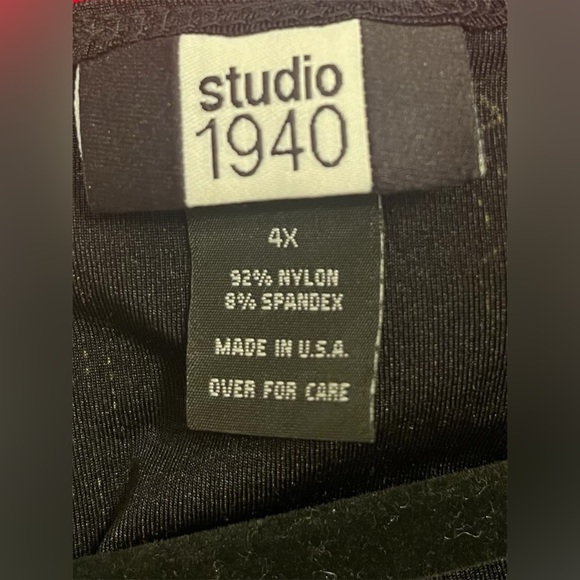 studio
1940
4X
92% NYLON
8% SPANDEX
MADE IN U.S.A.
OVER FOR CARE